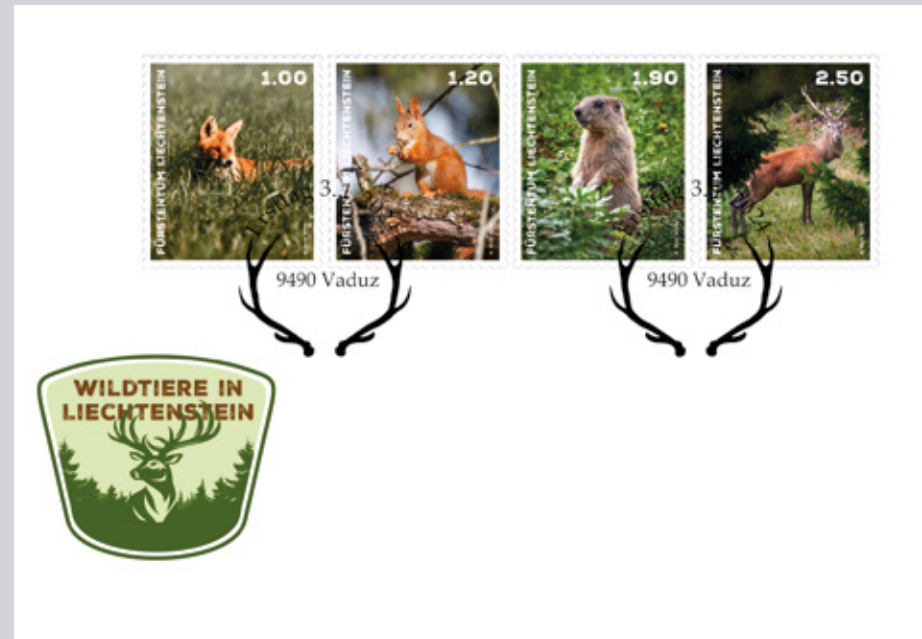 1.00
FÜRSTENTUM LIECHTENSTEIN
1.20
FÜRSTENTUM LIECHTENSTEIN
1.90
FÜRSTENTUM LIECHTENSTEIN
2.50
FÜRSTENTUM LIECHTENSTEIN
9490 Vaduz
9490 Vaduz
WILDTIERE IN
LIECHTENSTEIN